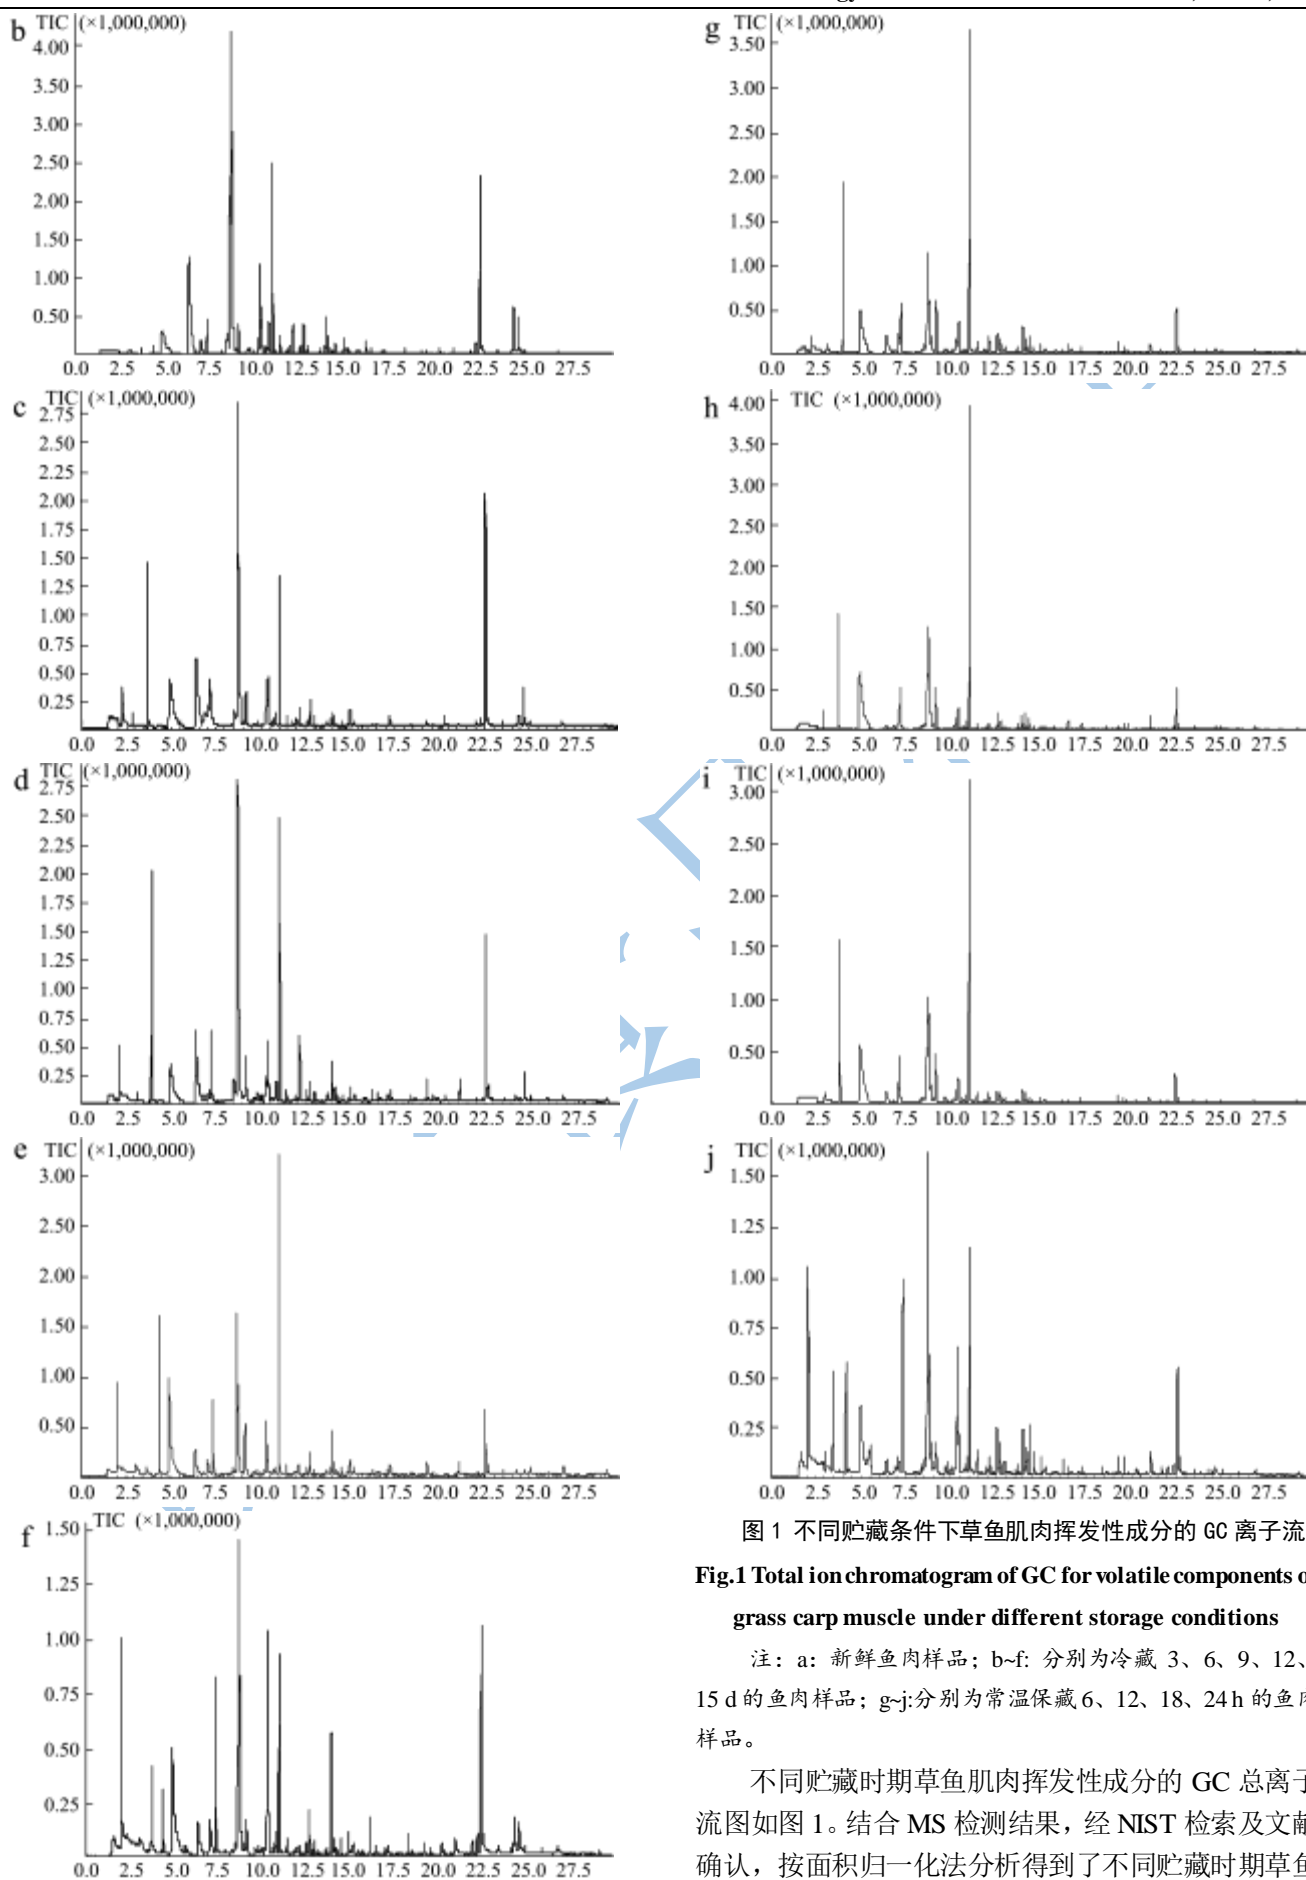 b TIC (×1,000,000)
4.00
3.50
3.00
2.50
2.00
1.50
1.00
0.50
0.0 2.5 5.0 7.5 10.0 12.5 15.0 17.5 20.0 22.5 25.0 27.5
c TIC (×1,000,000)
2.75
2.50
2.25
2.00
1.75
1.50
1.25
1.00
0.75
0.50
0.25
0.0 2.5 5.0 7.5 10.0 12.5 15.0 17.5 20.0 22.5 25.0 27.5
d TIC (×1,000,000)
2.75
2.50
2.25
2.00
1.75
1.50
1.25
1.00
0.75
0.50
0.25
0.0 2.5 5.0 7.5 10.0 12.5 15.0 17.5 20.0 22.5 25.0 27.5
e TIC (×1,000,000)
3.00
2.50
2.00
1.50
1.00
0.50
0.0 2.5 5.0 7.5 10.0 12.5 15.0 17.5 20.0 22.5 25.0 27.5
f TIC (×1,000,000)
1.50
1.25
1.00
0.75
0.50
0.25
0.0 2.5 5.0 7.5 10.0 12.5 15.0 17.5 20.0 22.5 25.0 27.5
g TIC (×1,000,000)
3.50
3.00
2.50
2.00
1.50
1.00
0.50
0.0 2.5 5.0 7.5 10.0 12.5 15.0 17.5 20.0 22.5 25.0 27.5
h TIC (×1,000,000)
4.00
3.50
3.00
2.50
2.00
1.50
1.00
0.50
0.0 2.5 5.0 7.5 10.0 12.5 15.0 17.5 20.0 22.5 25.0 27.5
i TIC (×1,000,000)
3.00
2.50
2.00
1.50
1.00
0.50
0.0 2.5 5.0 7.5 10.0 12.5 15.0 17.5 20.0 22.5 25.0 27.5
j TIC (×1,000,000)
1.50
1.25
1.00
0.75
0.50
0.25
0.0 2.5 5.0 7.5 10.0 12.5 15.0 17.5 20.0 22.5 25.0 27.5
图 1 不同贮藏条件下草鱼肌肉挥发性成分的 GC 离子流
Fig.1 Total ion chromatogram of GC for volatile components o
grass carp muscle under different storage conditions
注：a：新鲜鱼肉样品；b~f: 分别为冷藏 3、6、9、12、
15 d 的鱼肉样品；g~j:分别为常温保藏 6、12、18、24 h 的鱼肉
样品。
不同贮藏时期草鱼肌肉挥发性成分的 GC 总离子
流图如图 1。结合 MS 检测结果，经 NIST 检索及文献
确认，按面积归一化法分析得到了不同贮藏时期草鱼